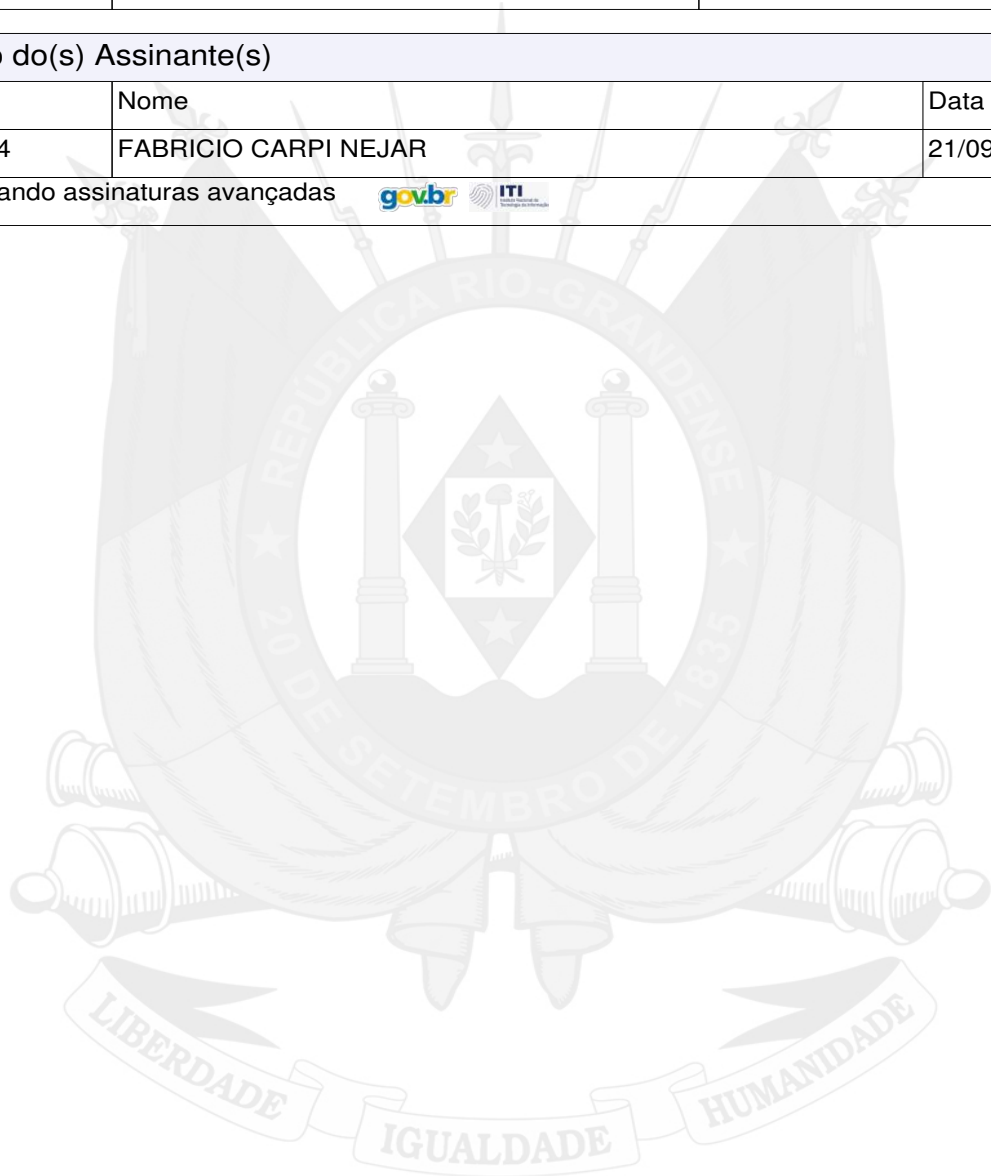 o do(s) Assinante(s)
Nome
Data
4
FABRICIO CARPI NEJAR
21/09
ando assinaturas avançadas
gov.br
ITI
REPÚBLICA RIO-GRANDENSE
20 DE SETEMBRO DE 1835
LIBERDADE
IGUALDADE
HUMANIDADE